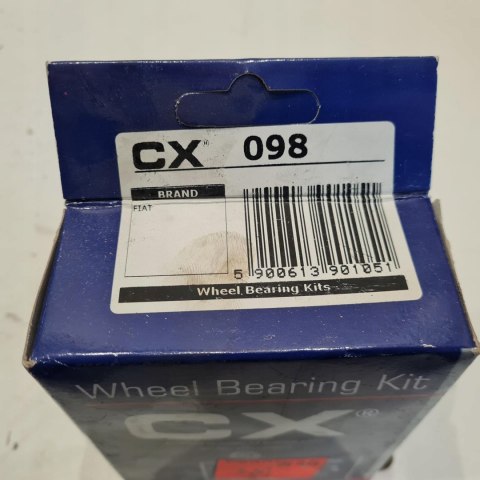 CX® 098
BRAND
FIAT
5 900613 901051
Wheel Bearing Kits
Wheel Bearing Kit
CX®